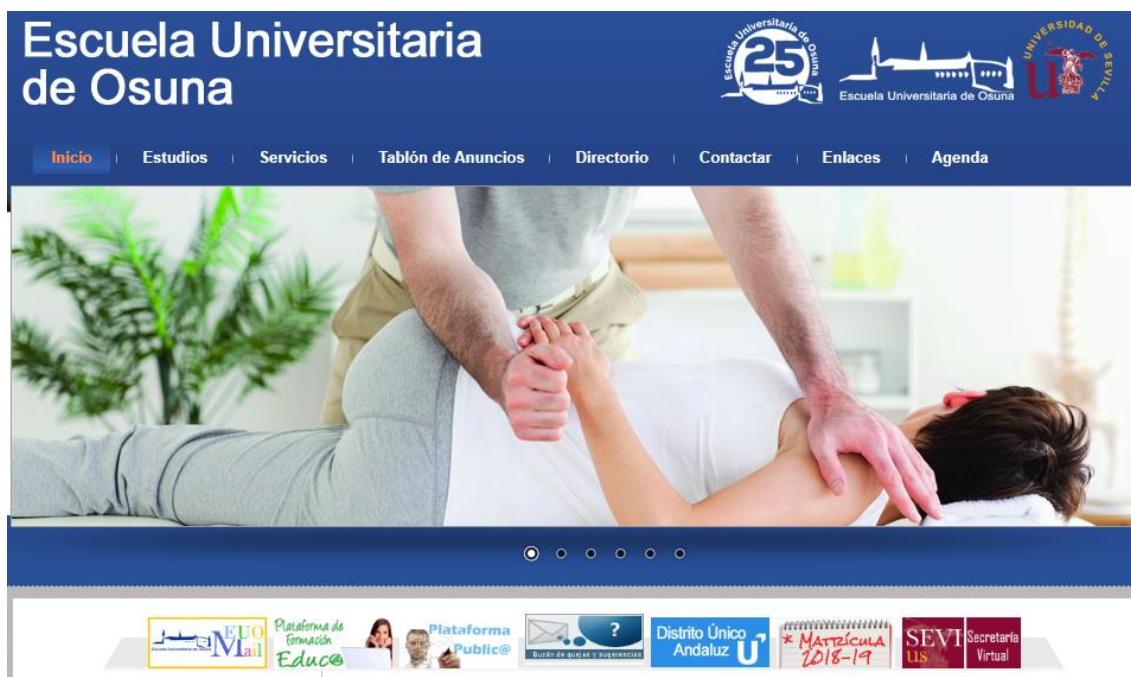 Escuela Universitaria
de Osuna
Escuela Universitaria de Osuna
25
Escuela Universitaria de Osuna
UNIVERSIDAD DE SEVILLA
Inicio
Estudios
Servicios
Tablón de Anuncios
Directorio
Contactar
Enlaces
Agenda
EUO
Mail
Plataforma de
Formación
Educ@
Plataforma
Public@
?
Buzón de quejas y sugerencias
Distrito Único
Andaluz
* MATRÍCULA
2018-19
SEVI
us
Secretaría
Virtual